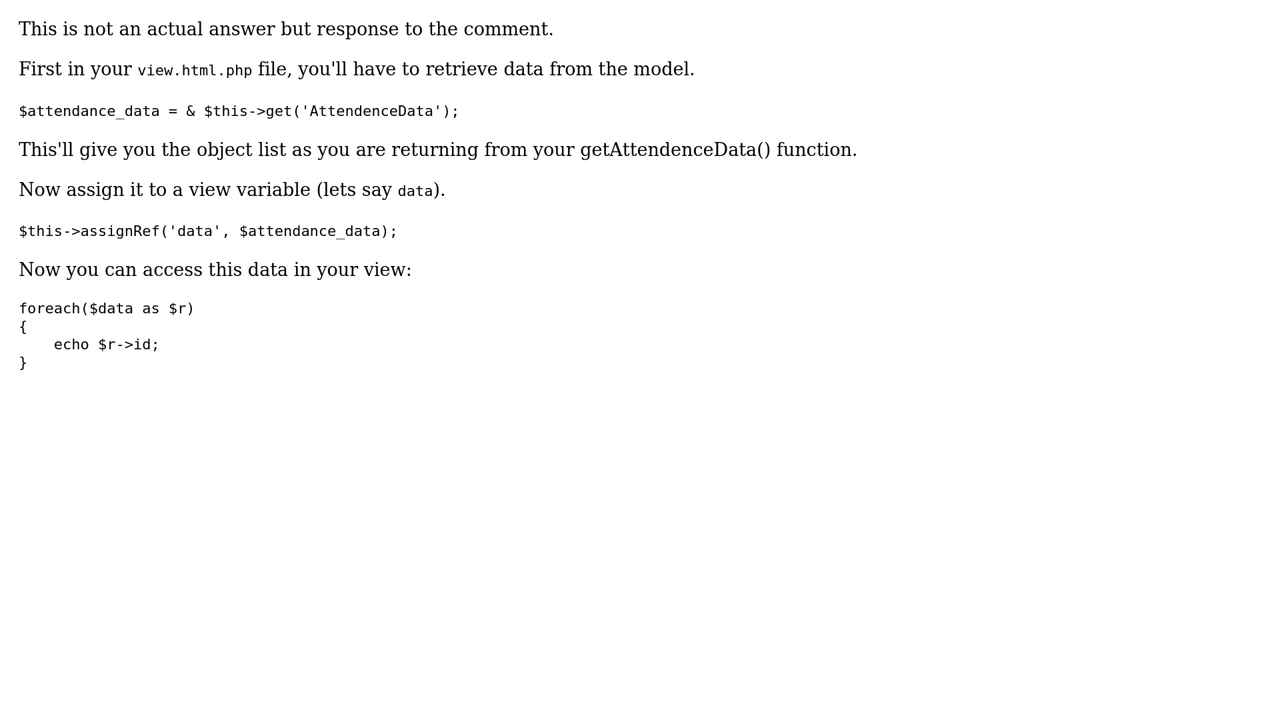 This is not an actual answer but response to the comment.
First in your view.html.php file, you'll have to retrieve data from the model.
$attendance_data = & $this->get('AttendenceData');
This'll give you the object list as you are returning from your getAttendenceData() function.
Now assign it to a view variable (lets say data).
$this->assignRef('data', $attendance_data);
Now you can access this data in your view:
foreach($data as $r)
{
    echo $r->id;
}